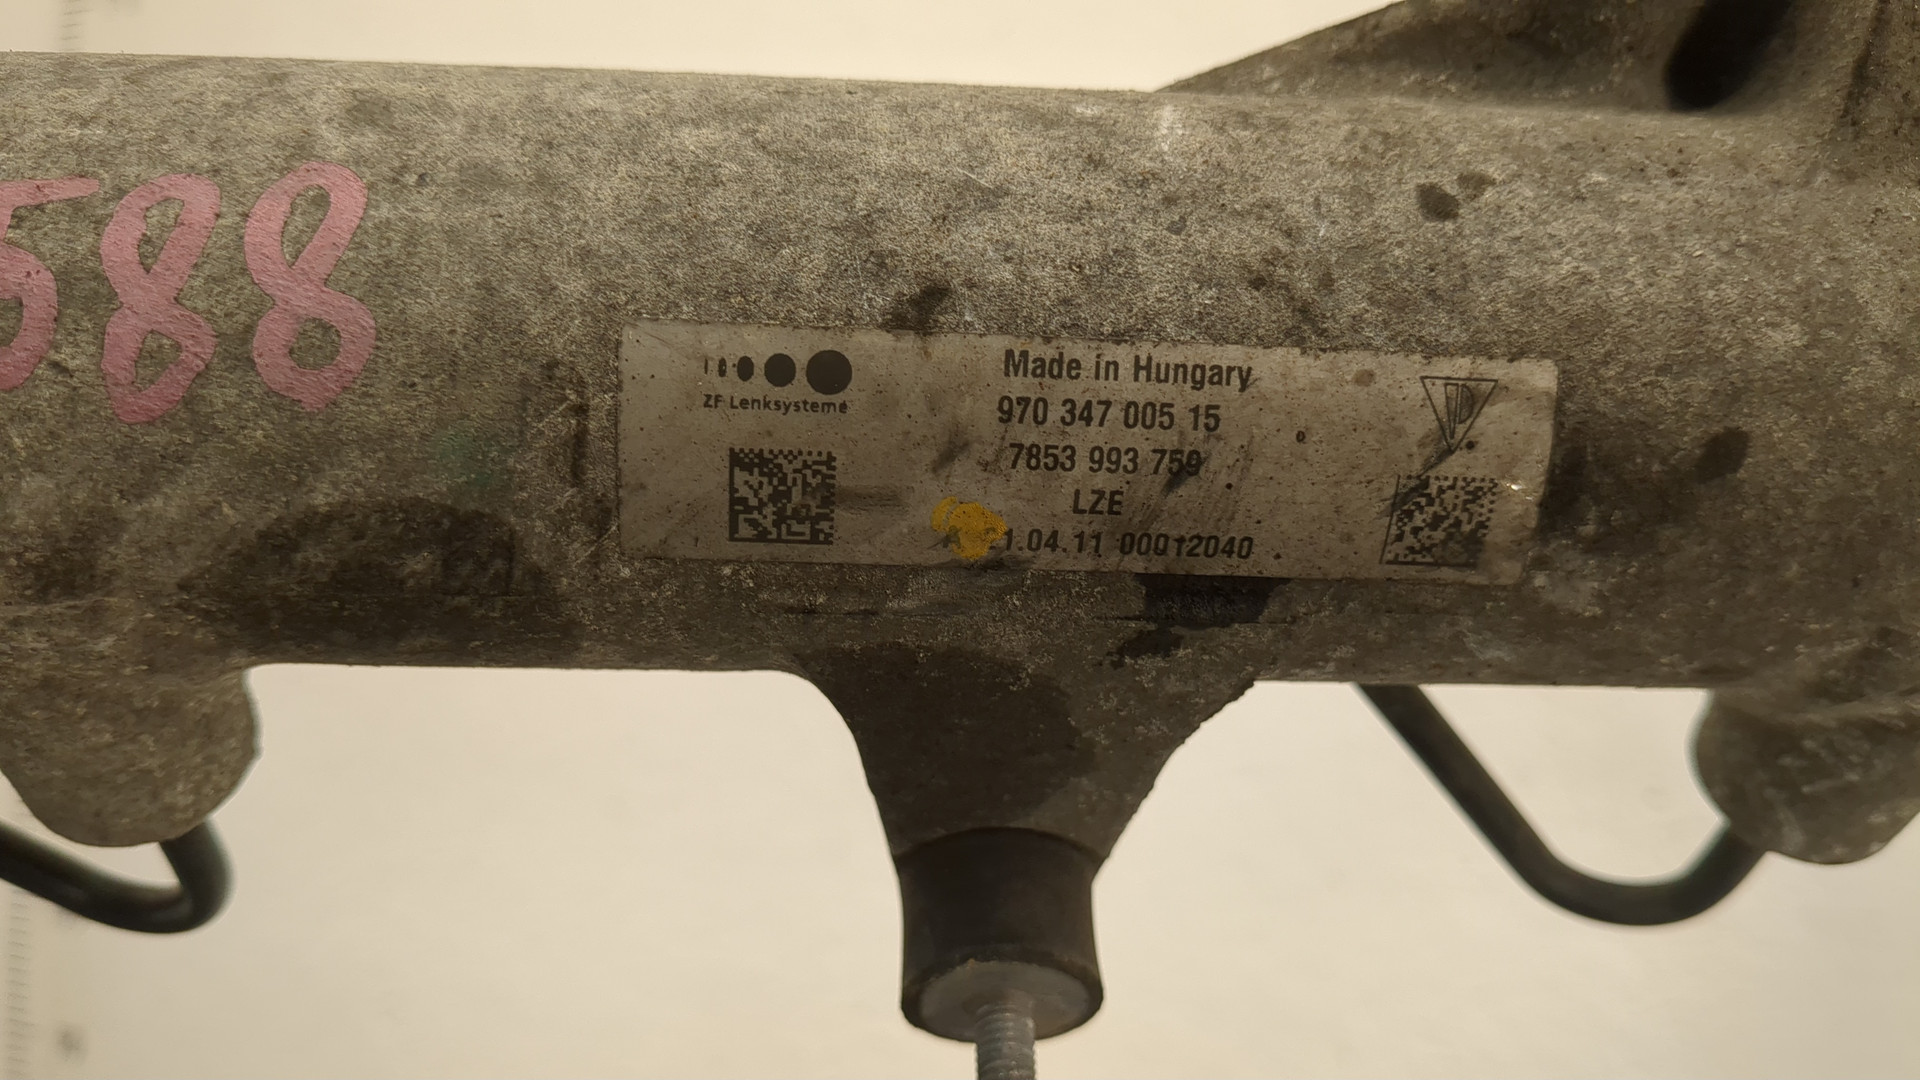 588
ZF Lenksysteme
Made in Hungary
970 347 005 15
7853 993 759
LZE
1.04.11 00012040